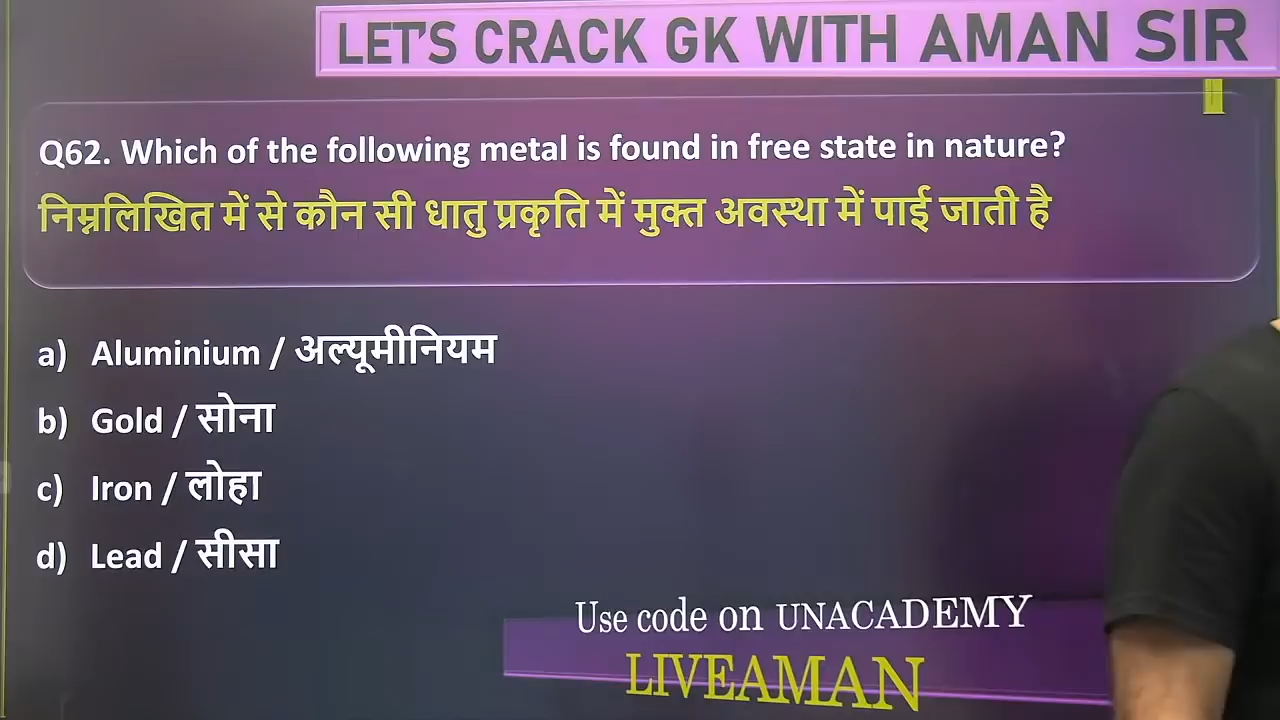 LET'S CRACK GK WITH AMAN SIR
Q62. Which of the following metal is found in free state in nature?
निम्नलिखित में से कौन सी धातु प्रकृति में मुक्त अवस्था में पाई जाती है
a) Aluminium / अल्यूमीनियम
b) Gold / सोना
c) Iron / लोहा
d) Lead / सीसा
Use code on UNACADEMY
LIVEAMAN